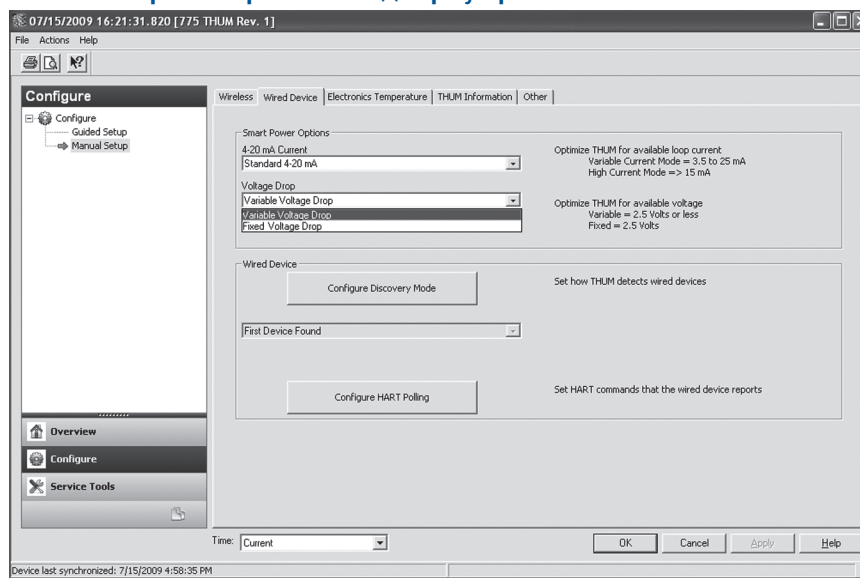 07/15/2009 16:21:31.820 [775 THUM Rev. 1]
File Actions Help
Configure
Configure
Guided Setup
Manual Setup
Overview
Configure
Service Tools
Wireless Wired Device Electronics Temperature THUM Information Other
Smart Power Options
4-20 mA Current
Standard 4-20 mA
Optimize THUM for available loop current
Variable Current Mode = 3.5 to 25 mA
High Current Mode => 15 mA
Voltage Drop
Variable Voltage Drop
Variable Voltage Drop
Fixed Voltage Drop
Optimize THUM for available voltage
Variable = 2.5 Volts or less
Fixed = 2.5 Volts
Wired Device
Configure Discovery Mode
Set how THUM detects wired devices
First Device Found
Configure HART Polling
Set HART commands that the wired device reports
Time: Current
OK Cancel Apply Help
Device last synchronized: 7/15/2009 4:58:35 PM